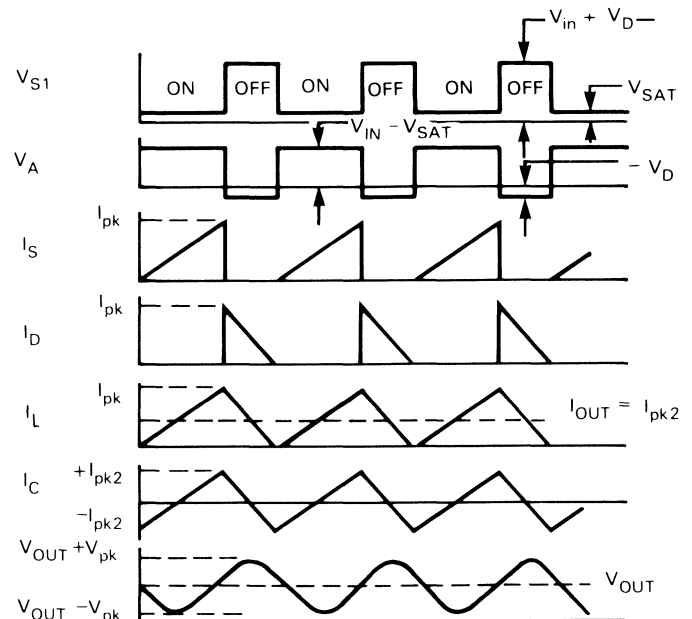 V_in + V_D
V_S1
ON OFF ON OFF ON OFF
V_SAT
V_IN – V_SAT
V_A
– V_D
I_pk
I_S
I_pk
I_D
I_pk
I_L
I_OUT = I_pk2
I_C
+I_pk2
–I_pk2
V_OUT +V_pk
V_OUT
V_OUT –V_pk